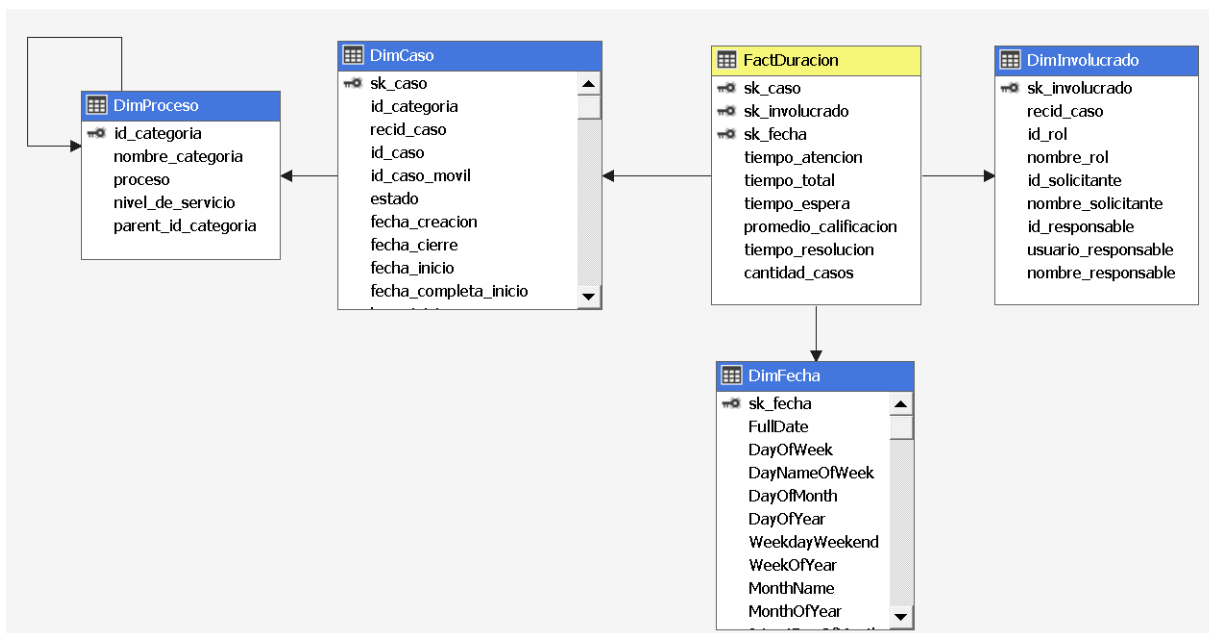 DimProceso
id_categoria
nombre_categoria
proceso
nivel_de_servicio
parent_id_categoria
DimCaso
sk_caso
id_categoria
recid_caso
id_caso
id_caso_movil
estado
fecha_creacion
fecha_cierre
fecha_inicio
fecha_completa_inicio
FactDuracion
sk_caso
sk_involucrado
sk_fecha
tiempo_atencion
tiempo_total
tiempo_espera
promedio_calificacion
tiempo_resolucion
cantidad_casos
DimInvolucrado
sk_involucrado
recid_caso
id_rol
nombre_rol
id_solicitante
nombre_solicitante
id_responsable
usuario_responsable
nombre_responsable
DimFecha
sk_fecha
FullDate
DayOfWeek
DayNameOfWeek
DayOfMonth
DayOfYear
WeekdayWeekend
WeekOfYear
MonthName
MonthOfYear